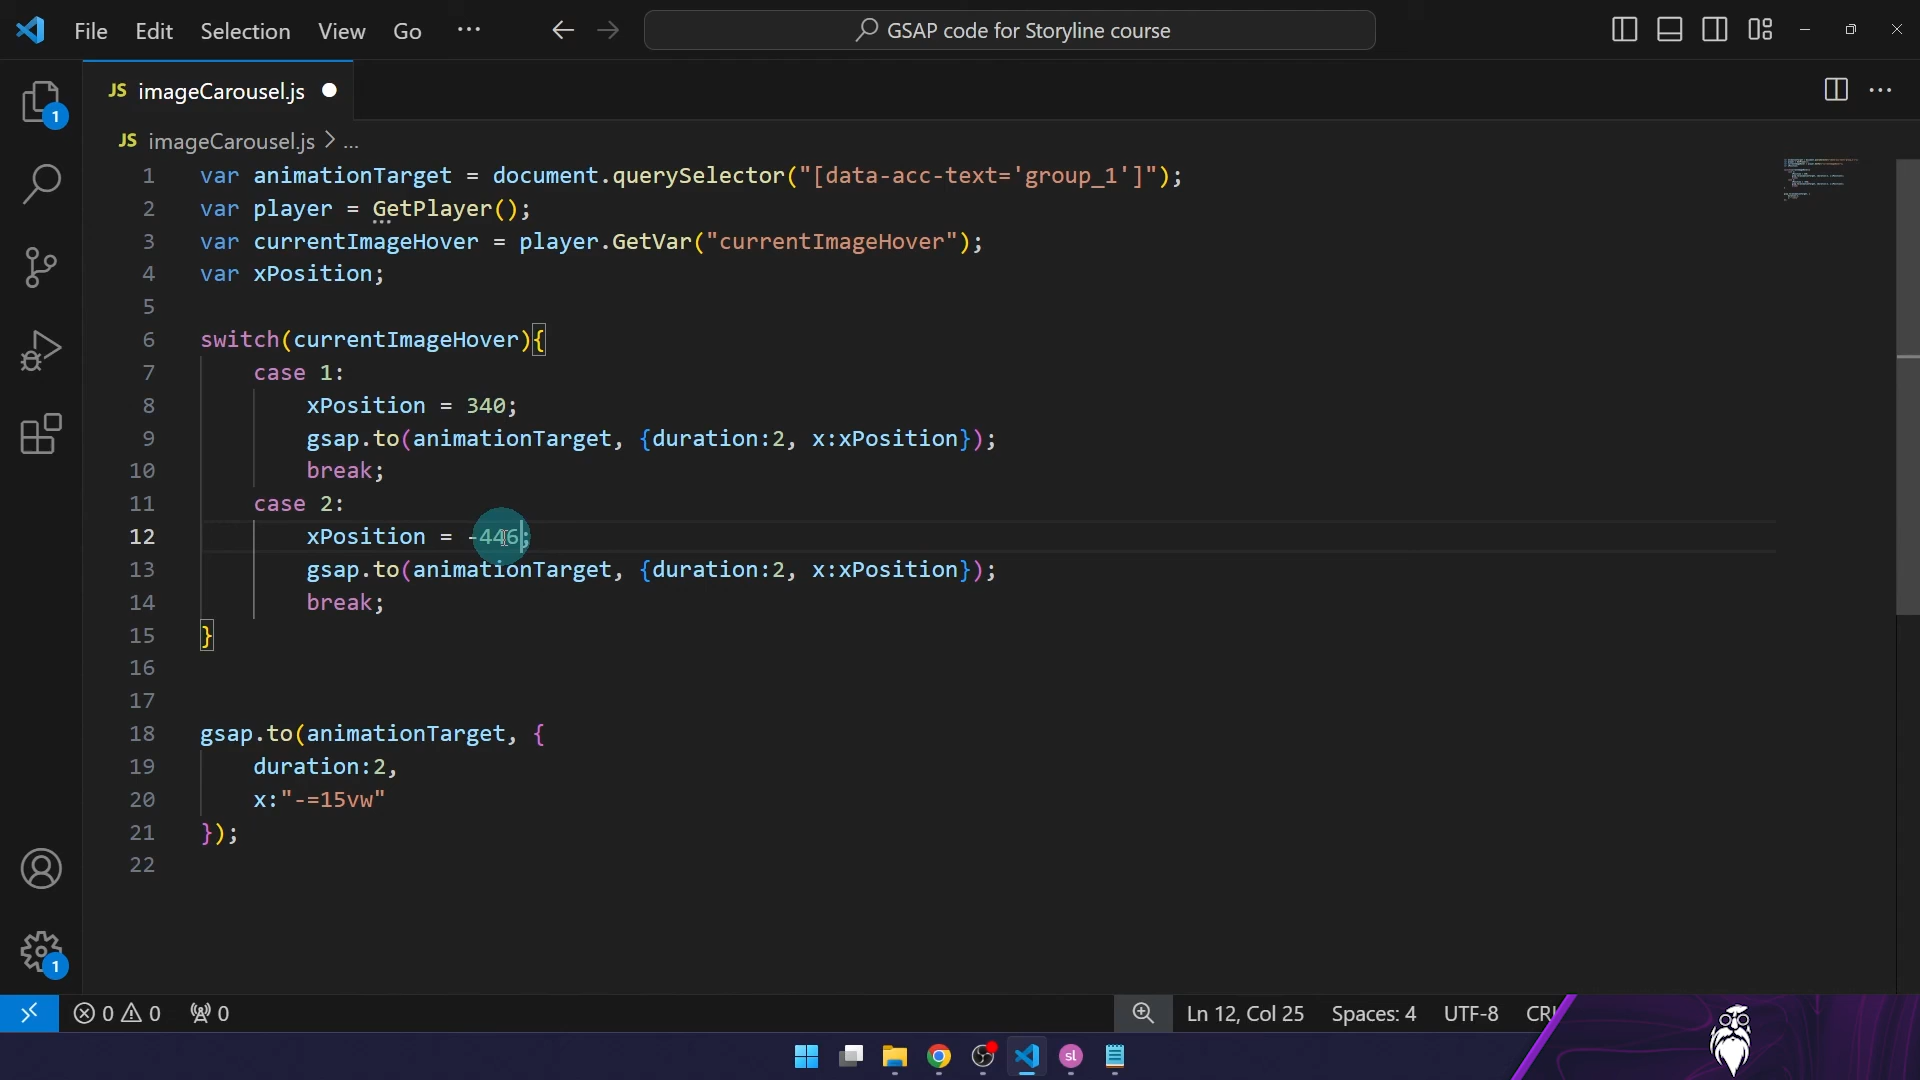 File Edit Selection View Go ···
GSAP code for Storyline course
JS imageCarousel.js
1
JS imageCarousel.js > ...
1 var animationTarget = document.querySelector("[data-acc-text='group_1']");
2 var player = GetPlayer();
3 var currentImageHover = player.GetVar("currentImageHover");
4 var xPosition;
5
6 switch(currentImageHover){
7     case 1:
8         xPosition = 340;
9         gsap.to(animationTarget, {duration:2, x:xPosition});
10         break;
11     case 2:
12         xPosition = -446;
13         gsap.to(animationTarget, {duration:2, x:xPosition});
14         break;
15 }
16
17
18 gsap.to(animationTarget, {
19     duration:2,
20     x:"-=15vw"
21 });
22
1
0 0 0 Ln 12, Col 25 Spaces: 4 UTF-8
sl